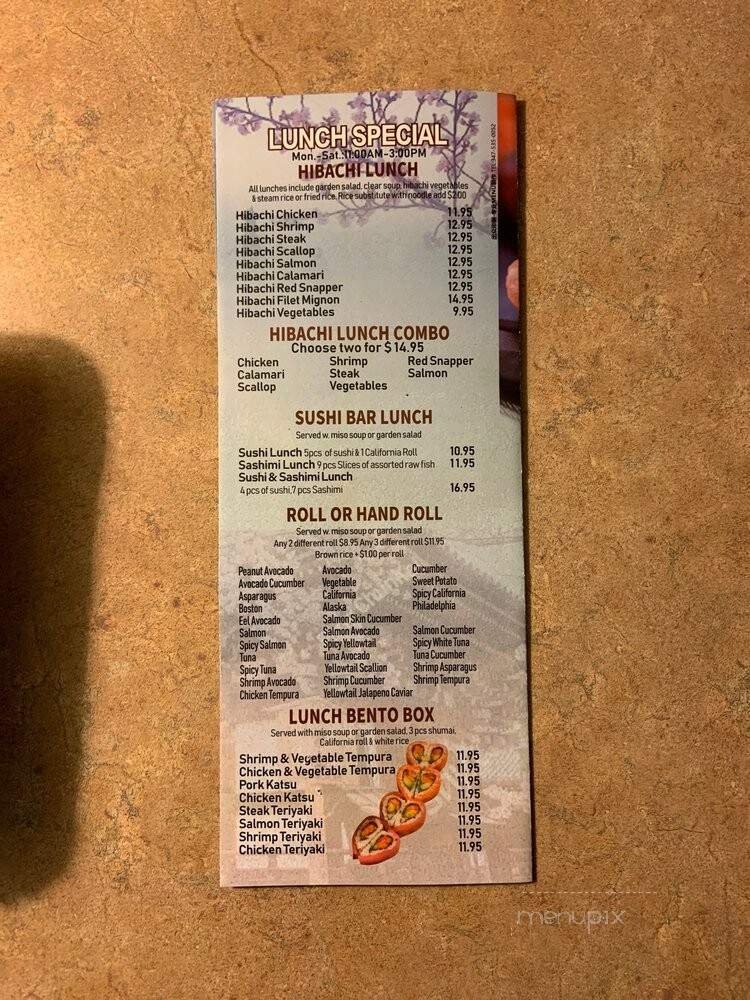 LUNCH SPECIAL
Mon.-Sat.:11:00AM-3:00PM
HIBACHI LUNCH
All lunches include garden salad, clear soup, hibachi vegetables
& steam rice or fried rice. Rice substitute with noodle add $2.00
Hibachi Chicken 11.95
Hibachi Shrimp 12.95
Hibachi Steak 12.95
Hibachi Scallop 12.95
Hibachi Salmon 12.95
Hibachi Calamari 12.95
Hibachi Red Snapper 12.95
Hibachi Filet Mignon 14.95
Hibachi Vegetables 9.95
HIBACHI LUNCH COMBO
Choose two for $ 14.95
Chicken Shrimp Red Snapper
Calamari Steak Salmon
Scallop Vegetables
SUSHI BAR LUNCH
Served w. miso soup or garden salad
Sushi Lunch 5pcs of sushi & 1 California Roll 10.95
Sashimi Lunch 9 pcs Slices of assorted raw fish 11.95
Sushi & Sashimi Lunch
4 pcs of sushi,7 pcs Sashimi 16.95
ROLL OR HAND ROLL
Served w. miso soup or garden salad
Any 2 different roll $8.95 Any 3 different roll $11.95
Brown rice + $1.00 per roll
Peanut Avocado Avocado Cucumber
Avocado Cucumber Vegetable Sweet Potato
Asparagus California Spicy California
Boston Alaska Philadelphia
Eel Avocado Salmon Skin Cucumber
Salmon Salmon Avocado Salmon Cucumber
Spicy Salmon Spicy Yellowtail Spicy White Tuna
Tuna Tuna Avocado Tuna Cucumber
Spicy Tuna Yellowtail Scallion Shrimp Asparagus
Shrimp Avocado Shrimp Cucumber Shrimp Tempura
Chicken Tempura Yellowtail Jalapeno Caviar
LUNCH BENTO BOX
Served with miso soup or garden salad, 3 pcs shumai,
California roll & white rice
Shrimp & Vegetable Tempura 11.95
Chicken & Vegetable Tempura 11.95
Pork Katsu 11.95
Chicken Katsu 11.95
Steak Teriyaki 11.95
Salmon Teriyaki 11.95
Shrimp Teriyaki 11.95
Chicken Teriyaki 11.95
TEL:347-535-0052
menupix